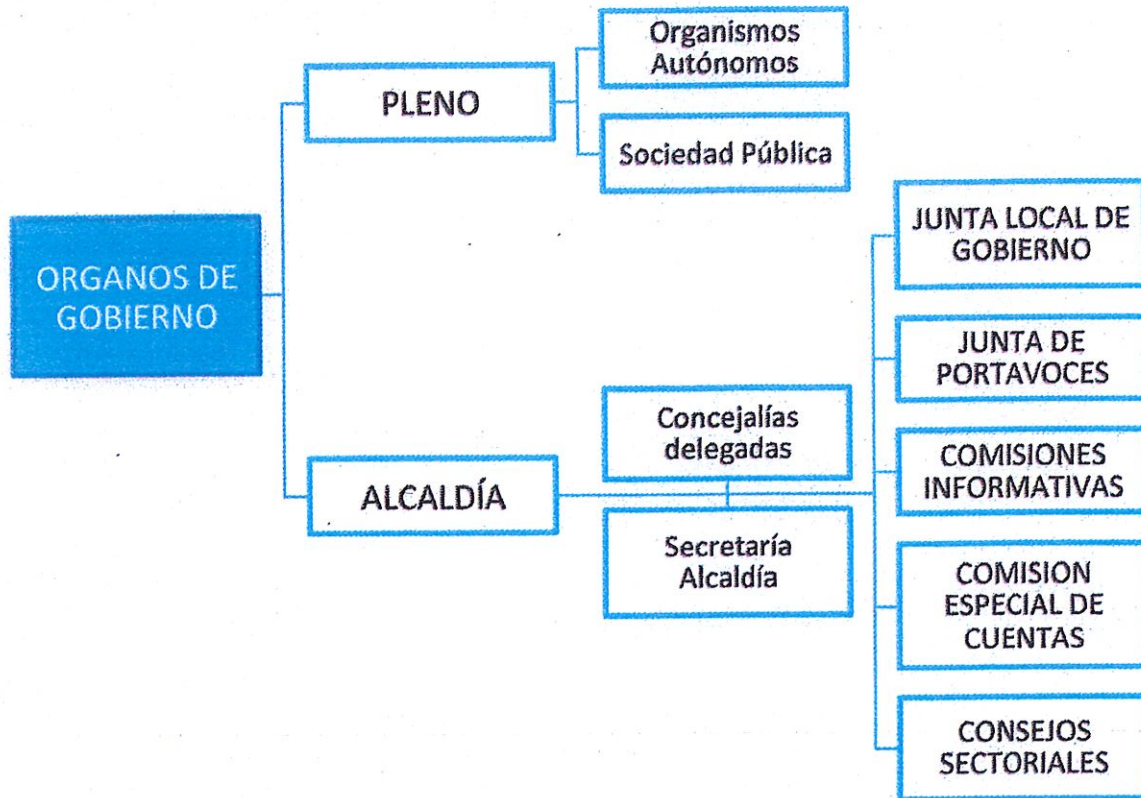 ORGANOS DE
GOBIERNO
PLENO
Organismos
Autónomos
Sociedad Pública
ALCALDÍA
Concejalías
delegadas
Secretaría
Alcaldía
JUNTA LOCAL DE
GOBIERNO
JUNTA DE
PORTAVOCES
COMISIONES
INFORMATIVAS
COMISION
ESPECIAL DE
CUENTAS
CONSEJOS
SECTORIALES